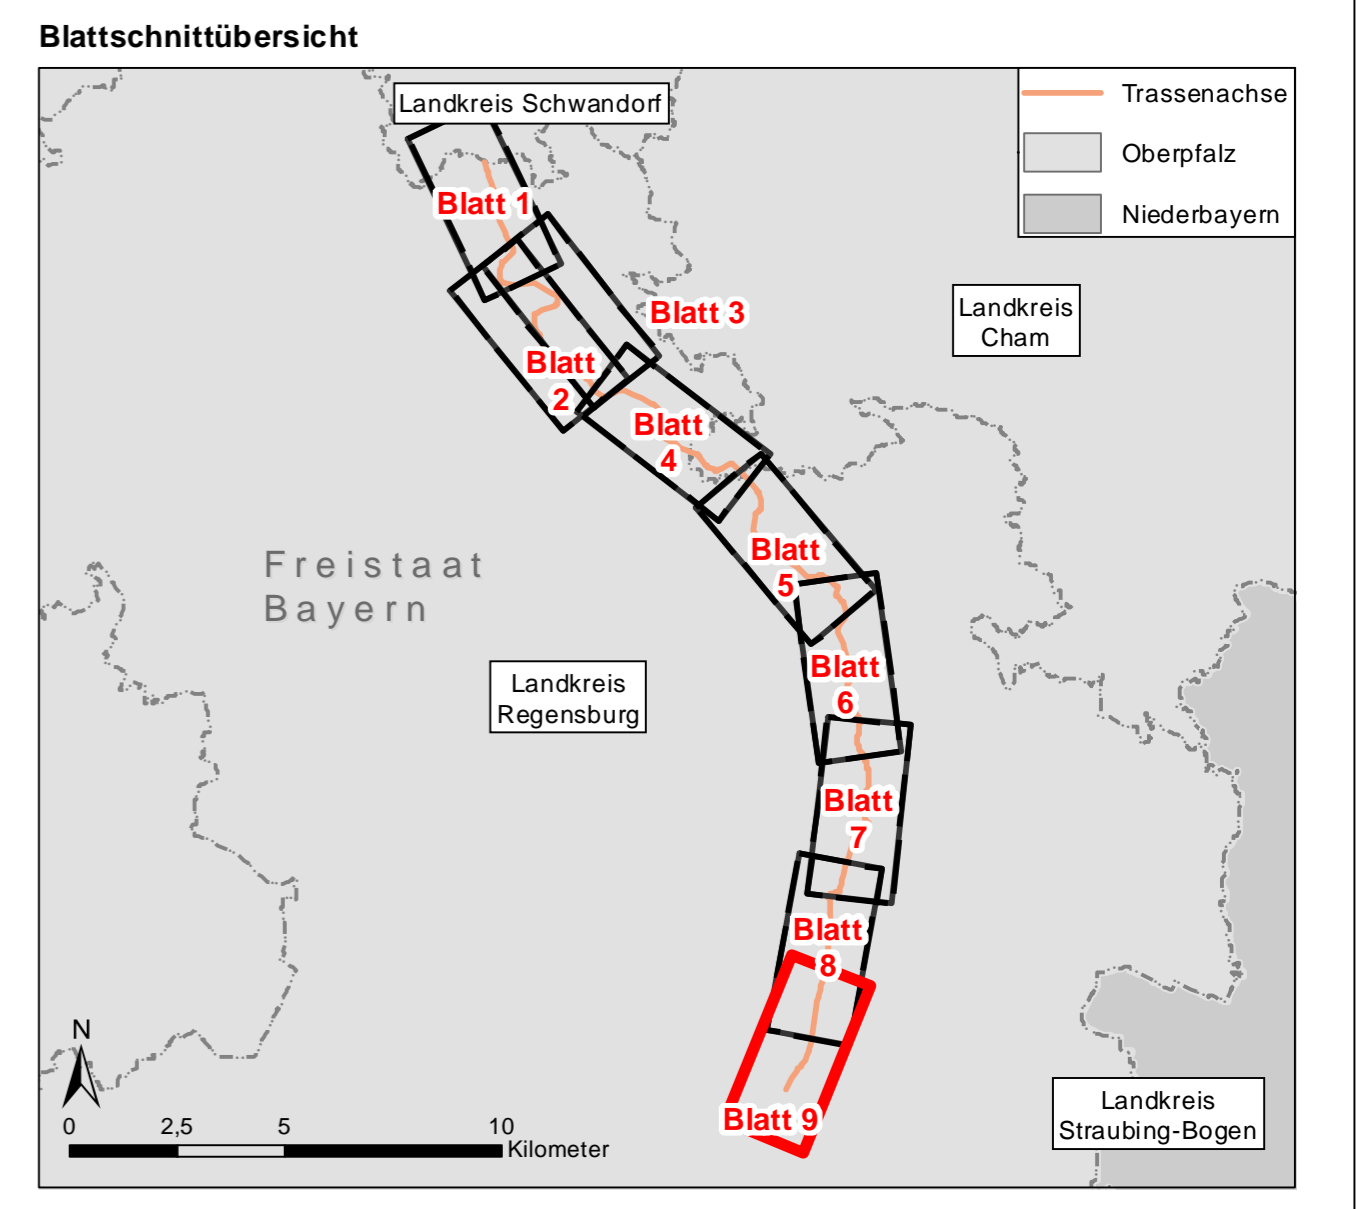 Blattschnittübersicht
Landkreis Schwandorf
Trassenachse
Oberpfalz
Niederbayern
Blatt 1
Landkreis
Cham
Blatt 3
Blatt
2
Blatt
4
Freistaat
Bayern
Blatt
5
Landkreis
Regensburg
Blatt
6
Blatt
7
Blatt
8
Blatt 9
N
0 2,5 5 10
Kilometer
Landkreis
Straubing-Bogen